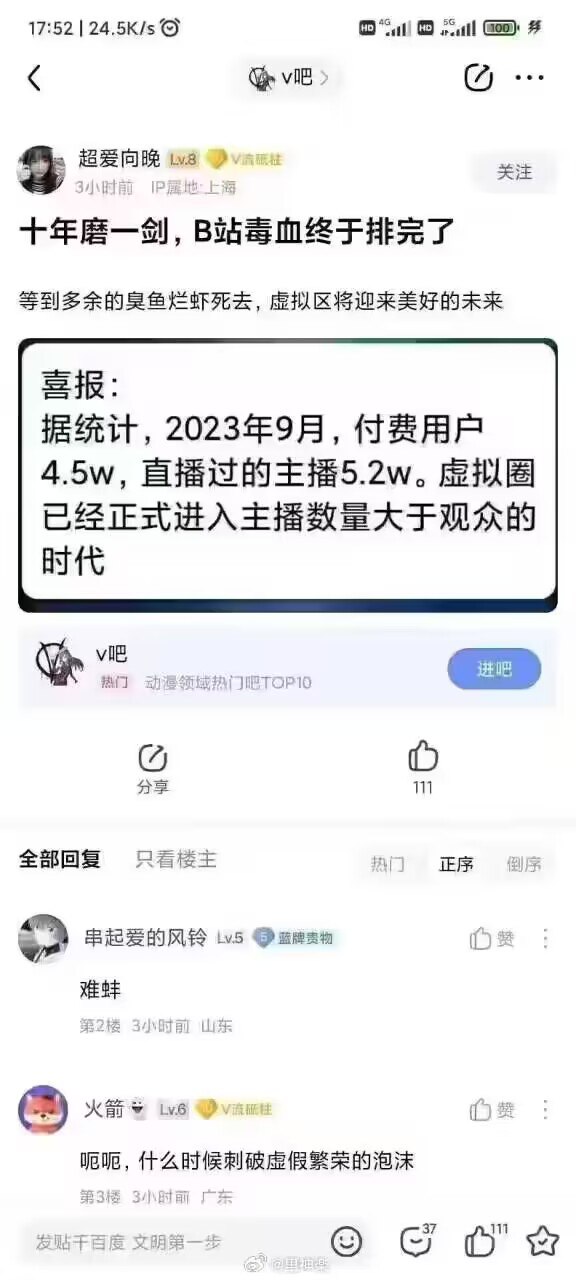 17:52 | 24.5K/s
HD 4G HD 5G 100
v吧
超爱向晚 Lv.8 V流砥柱
3小时前 IP属地:上海
关注
十年磨一剑，B站毒血终于排完了
等到多余的臭鱼烂虾死去，虚拟区将迎来美好的未来
喜报：
据统计，2023年9月，付费用户
4.5w，直播过的主播5.2w。虚拟圈
已经正式进入主播数量大于观众的
时代
v吧
热门 动漫领域热门吧TOP10
进吧
分享
111
全部回复 只看楼主 热门 正序 倒序
串起爱的风铃 Lv.5 5 蓝牌贵物 赞
难蚌
第2楼 3小时前 山东
火箭 Lv.6 V流砥柱 赞
呃呃，什么时候刺破虚假繁荣的泡沫
第3楼 3小时前 广东
发贴千百度 文明第一步 37 111